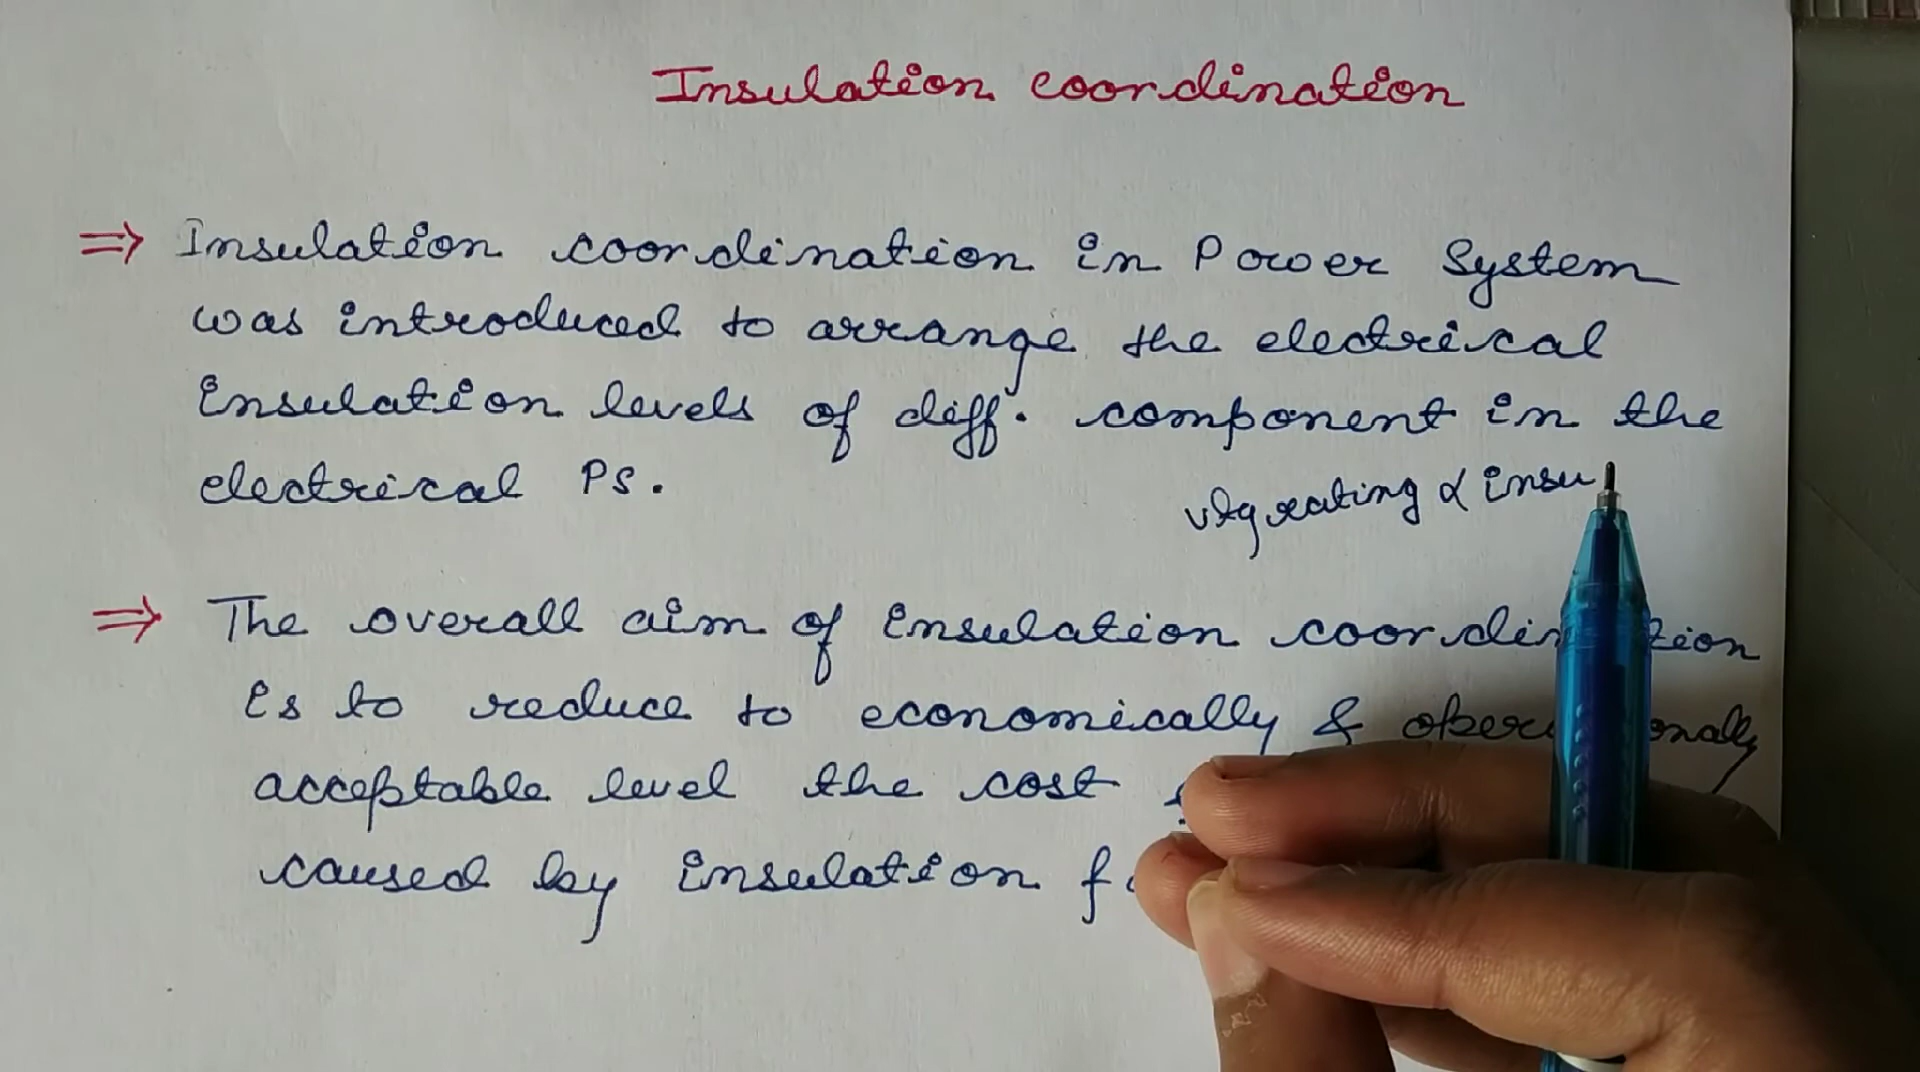 Insulation coordination
⇒ Insulation coordination in Power System
was introduced to arrange the electrical
insulation levels of diff. component in the
electrical PS.
vtg rating α insu
⇒ The overall aim of insulation coordination
is to reduce to economically & operationally
acceptable level the cost
caused by insulation